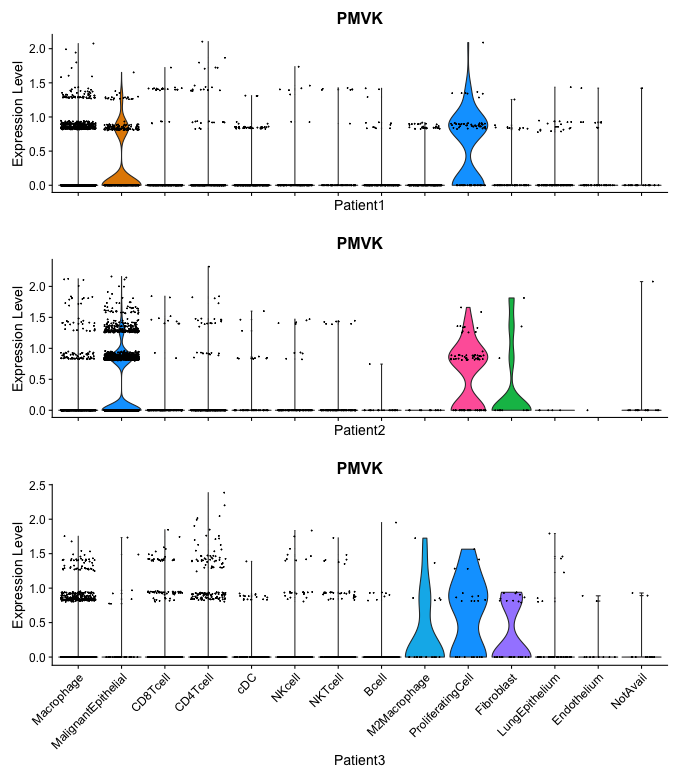 PMVK
Expression Level
2.0
1.5
1.0
0.5
0.0
Patient1
PMVK
Expression Level
2.0
1.5
1.0
0.5
0.0
Patient2
PMVK
Expression Level
2.5
2.0
1.5
1.0
0.5
0.0
Macrophage
MalignantEpithelial
CD8Tcell
CD4Tcell
cDC
NKcell
NKTcell
Bcell
M2Macrophage
ProliferatingCell
Fibroblast
LungEpithelium
Endothelium
NotAvail
Patient3